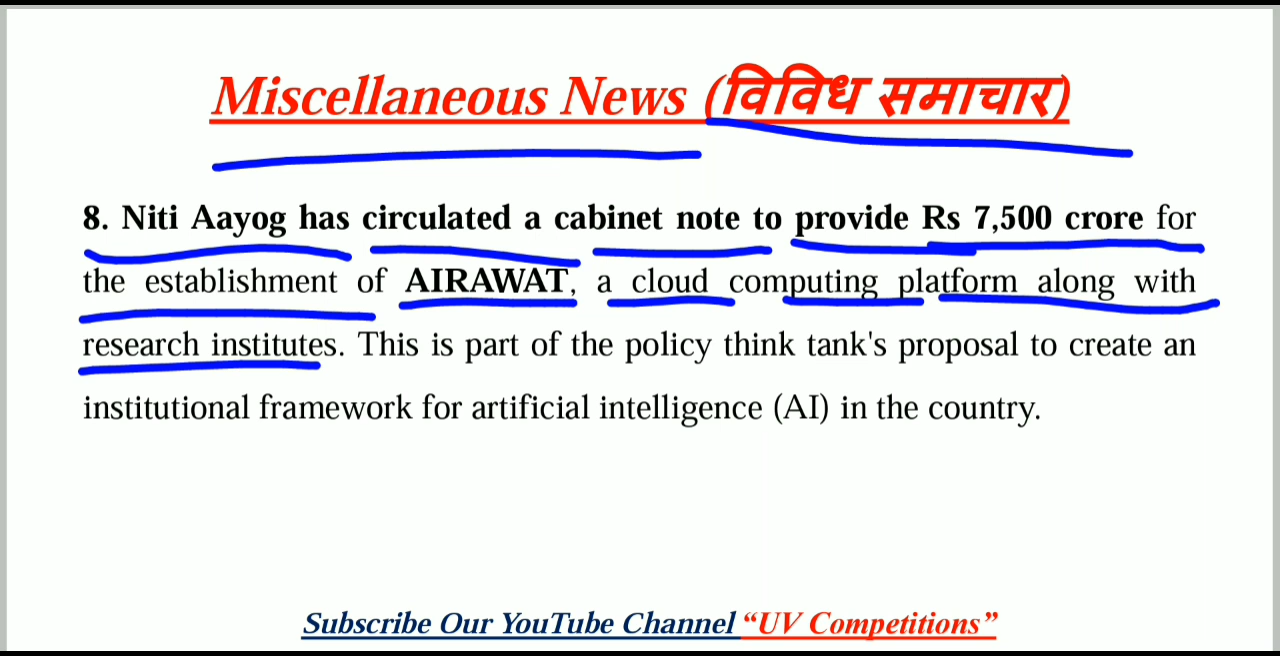 Miscellaneous News (विविध समाचार)
8. Niti Aayog has circulated a cabinet note to provide Rs 7,500 crore for
the establishment of AIRAWAT, a cloud computing platform along with
research institutes. This is part of the policy think tank's proposal to create an
institutional framework for artificial intelligence (AI) in the country.
Subscribe Our YouTube Channel “UV Competitions”